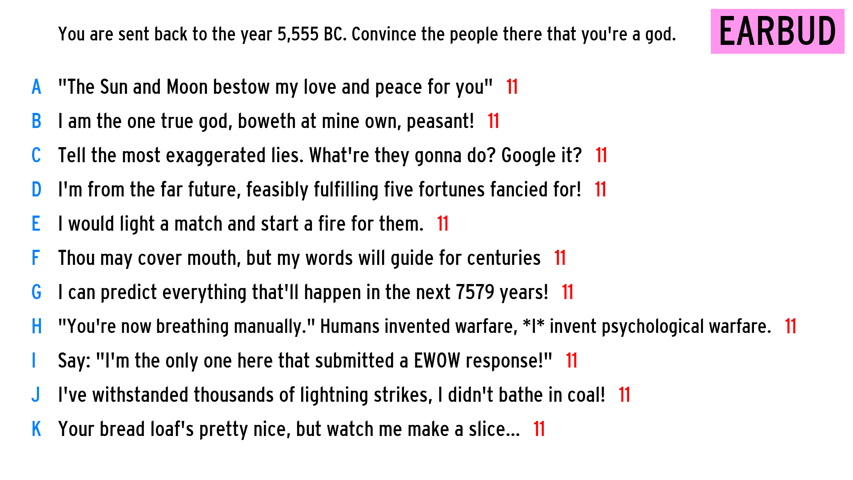 You are sent back to the year 5,555 BC. Convince the people there that you're a god.
EARBUD
A "The Sun and Moon bestow my love and peace for you" 11
B I am the one true god, boweth at mine own, peasant! 11
C Tell the most exaggerated lies. What're they gonna do? Google it? 11
D I'm from the far future, feasibly fulfilling five fortunes fancied for! 11
E I would light a match and start a fire for them. 11
F Thou may cover mouth, but my words will guide for centuries 11
G I can predict everything that'll happen in the next 7579 years! 11
H "You're now breathing manually." Humans invented warfare, *I* invent psychological warfare. 11
I Say: "I'm the only one here that submitted a EWOW response!" 11
J I've withstanded thousands of lightning strikes, I didn't bathe in coal! 11
K Your bread loaf's pretty nice, but watch me make a slice... 11